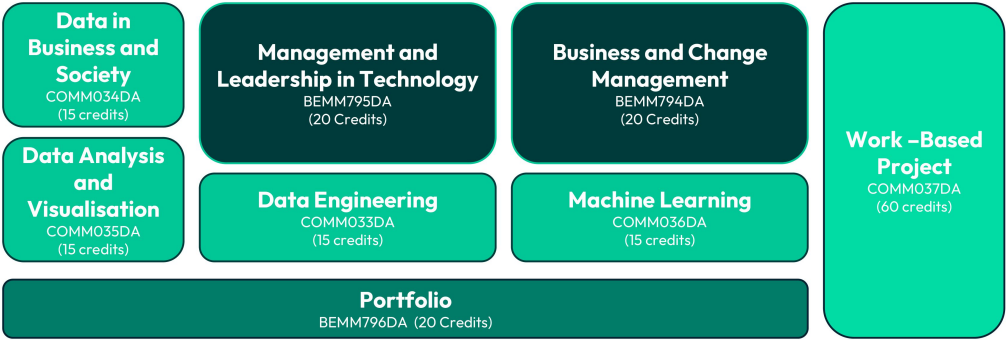 Data in
Business and
Society
COMM034DA
(15 credits)
Data Analysis
and
Visualisation
COMM035DA
(15 credits)
Management and
Leadership in Technology
BEMM795DA
(20 Credits)
Data Engineering
COMM033DA
(15 credits)
Business and Change
Management
BEMM794DA
(20 Credits)
Machine Learning
COMM036DA
(15 credits)
Portfolio
BEMM796DA (20 Credits)
Work –Based
Project
COMM037DA
(60 credits)